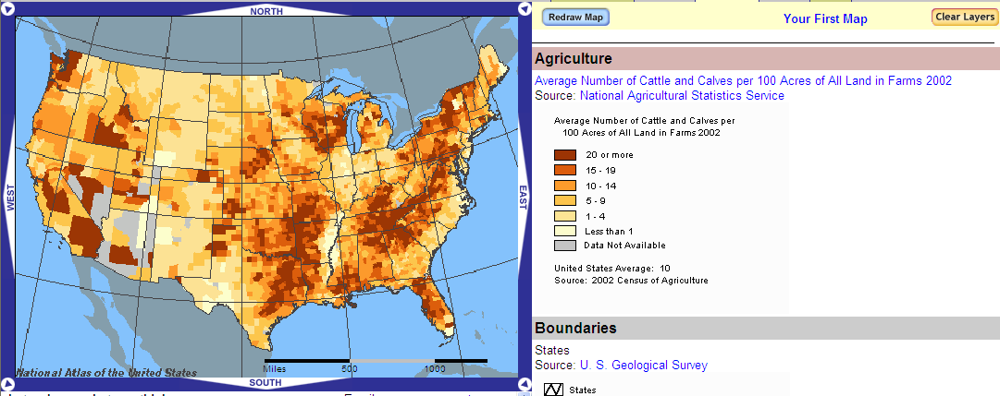 NORTH
WEST
EAST
National Atlas of the United States
Miles 500 1000
SOUTH
Redraw Map
Your First Map
Clear Layers
Agriculture
Average Number of Cattle and Calves per 100 Acres of All Land in Farms 2002
Source: National Agricultural Statistics Service
Average Number of Cattle and Calves per
100 Acres of All Land in Farms 2002
20 or more
15 - 19
10 - 14
5 - 9
1 - 4
Less than 1
Data Not Available
United States Average: 10
Source: 2002 Census of Agriculture
Boundaries
States
Source: U. S. Geological Survey
States